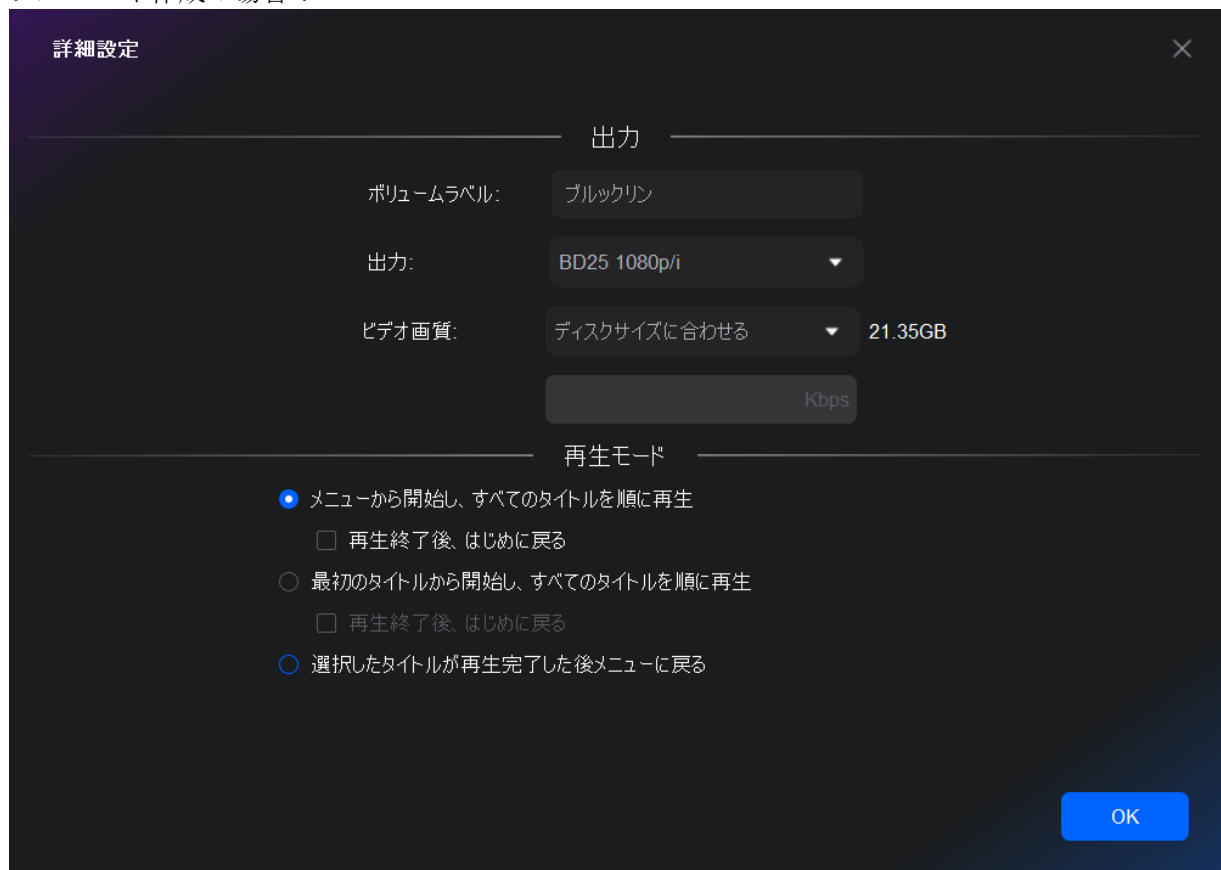 詳細設定
出力
ボリュームラベル: ブルックリン
出力: BD25 1080p/i
ビデオ画質: ディスクサイズに合わせる 21.35GB
Kbps
再生モード
メニューから開始し、すべてのタイトルを順に再生
再生終了後、はじめに戻る
最初のタイトルから開始し、すべてのタイトルを順に再生
再生終了後、はじめに戻る
選択したタイトルが再生完了した後メニューに戻る
OK